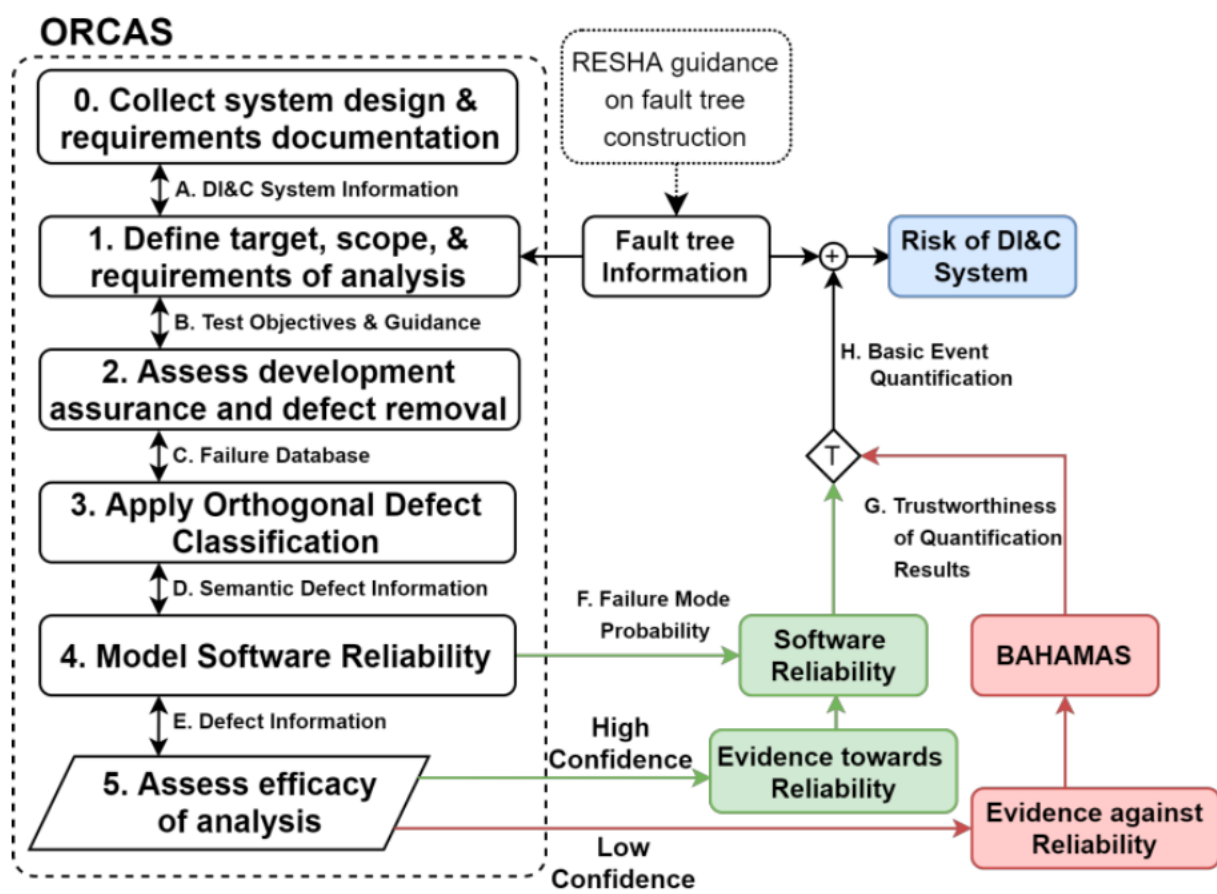 ORCAS
0. Collect system design &
requirements documentation
A. DI&C System Information
1. Define target, scope, &
requirements of analysis
B. Test Objectives & Guidance
2. Assess development
assurance and defect removal
C. Failure Database
3. Apply Orthogonal Defect
Classification
D. Semantic Defect Information
4. Model Software Reliability
E. Defect Information
5. Assess efficacy
of analysis
RESHA guidance
on fault tree
construction
Fault tree
Information
+
Risk of DI&C
System
H. Basic Event
Quantification
T
G. Trustworthiness
of Quantification
Results
F. Failure Mode
Probability
Software
Reliability
BAHAMAS
High
Confidence
Evidence towards
Reliability
Low
Confidence
Evidence against
Reliability